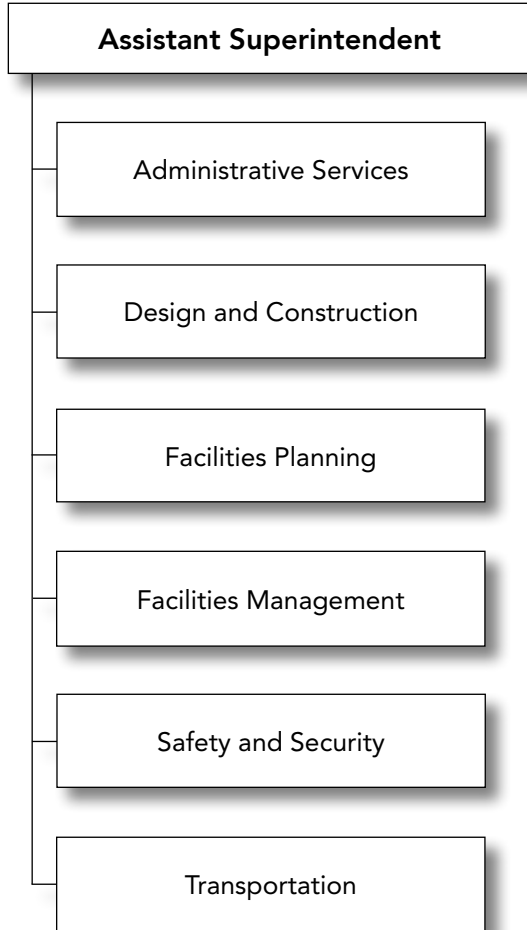 Assistant Superintendent
Administrative Services
Design and Construction
Facilities Planning
Facilities Management
Safety and Security
Transportation